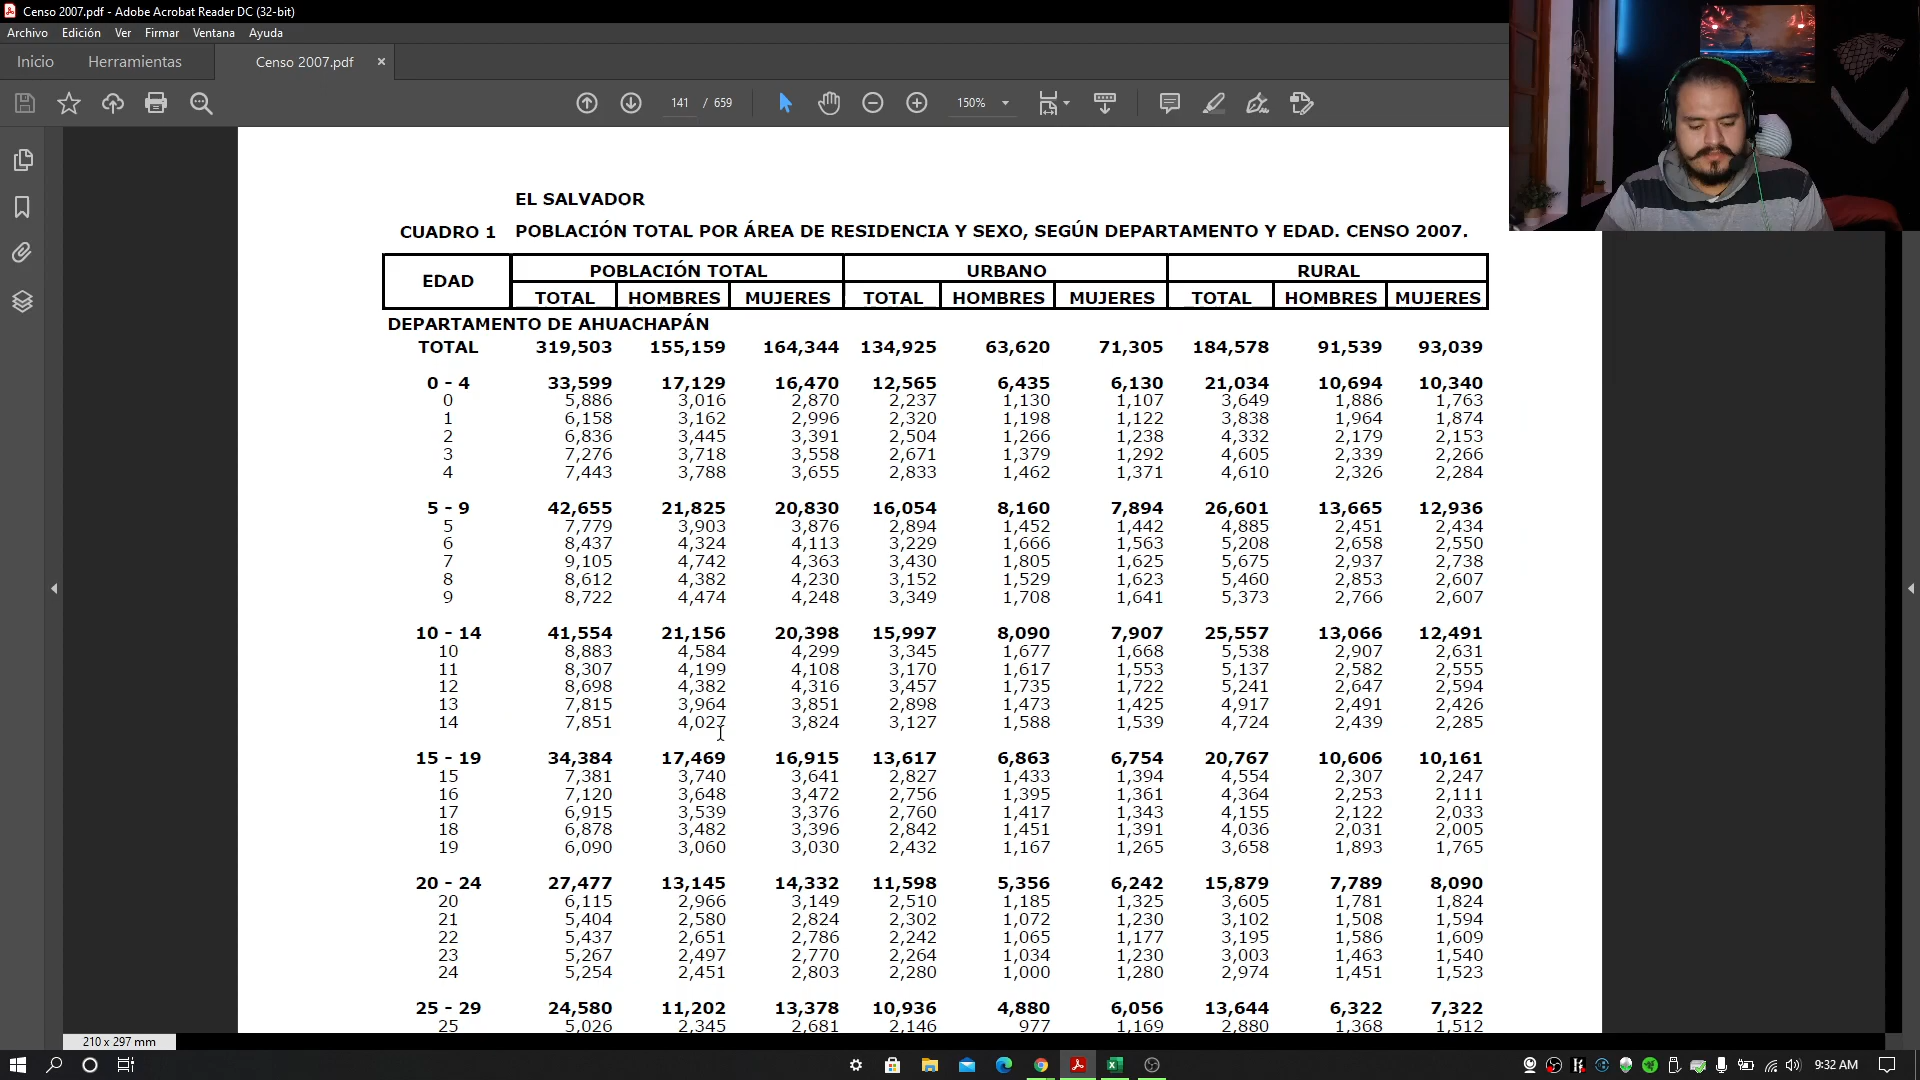 Censo 2007.pdf - Adobe Acrobat Reader DC (32-bit)
Archivo Edición Ver Firmar Ventana Ayuda
Inicio Herramientas Censo 2007.pdf ×
141 / 659 150%
EL SALVADOR
CUADRO 1 POBLACIÓN TOTAL POR ÁREA DE RESIDENCIA Y SEXO, SEGÚN DEPARTAMENTO Y EDAD. CENSO 2007.
EDAD POBLACIÓN TOTAL URBANO RURAL
TOTAL HOMBRES MUJERES TOTAL HOMBRES MUJERES TOTAL HOMBRES MUJERES
DEPARTAMENTO DE AHUACHAPÁN
TOTAL 319,503 155,159 164,344 134,925 63,620 71,305 184,578 91,539 93,039
0 - 4 33,599 17,129 16,470 12,565 6,435 6,130 21,034 10,694 10,340
0 5,886 3,016 2,870 2,237 1,130 1,107 3,649 1,886 1,763
1 6,158 3,162 2,996 2,320 1,198 1,122 3,838 1,964 1,874
2 6,836 3,445 3,391 2,504 1,266 1,238 4,332 2,179 2,153
3 7,276 3,718 3,558 2,671 1,379 1,292 4,605 2,339 2,266
4 7,443 3,788 3,655 2,833 1,462 1,371 4,610 2,326 2,284
5 - 9 42,655 21,825 20,830 16,054 8,160 7,894 26,601 13,665 12,936
5 7,779 3,903 3,876 2,894 1,452 1,442 4,885 2,451 2,434
6 8,437 4,324 4,113 3,229 1,666 1,563 5,208 2,658 2,550
7 9,105 4,742 4,363 3,430 1,805 1,625 5,675 2,937 2,738
8 8,612 4,382 4,230 3,152 1,529 1,623 5,460 2,853 2,607
9 8,722 4,474 4,248 3,349 1,708 1,641 5,373 2,766 2,607
10 - 14 41,554 21,156 20,398 15,997 8,090 7,907 25,557 13,066 12,491
10 8,883 4,584 4,299 3,345 1,677 1,668 5,538 2,907 2,631
11 8,307 4,199 4,108 3,170 1,617 1,553 5,137 2,582 2,555
12 8,698 4,382 4,316 3,457 1,735 1,722 5,241 2,647 2,594
13 7,815 3,964 3,851 2,898 1,473 1,425 4,917 2,491 2,426
14 7,851 4,027 3,824 3,127 1,588 1,539 4,724 2,439 2,285
15 - 19 34,384 17,469 16,915 13,617 6,863 6,754 20,767 10,606 10,161
15 7,381 3,740 3,641 2,827 1,433 1,394 4,554 2,307 2,247
16 7,120 3,648 3,472 2,756 1,395 1,361 4,364 2,253 2,111
17 6,915 3,539 3,376 2,760 1,417 1,343 4,155 2,122 2,033
18 6,878 3,482 3,396 2,842 1,451 1,391 4,036 2,031 2,005
19 6,090 3,060 3,030 2,432 1,167 1,265 3,658 1,893 1,765
20 - 24 27,477 13,145 14,332 11,598 5,356 6,242 15,879 7,789 8,090
20 6,115 2,966 3,149 2,510 1,185 1,325 3,605 1,781 1,824
21 5,404 2,580 2,824 2,302 1,072 1,230 3,102 1,508 1,594
22 5,437 2,651 2,786 2,242 1,065 1,177 3,195 1,586 1,609
23 5,267 2,497 2,770 2,264 1,034 1,230 3,003 1,463 1,540
24 5,254 2,451 2,803 2,280 1,000 1,280 2,974 1,451 1,523
25 - 29 24,580 11,202 13,378 10,936 4,880 6,056 13,644 6,322 7,322
25 5,026 2,345 2,681 2,146 977 1,169 2,880 1,368 1,512
210 x 297 mm
9:32 AM